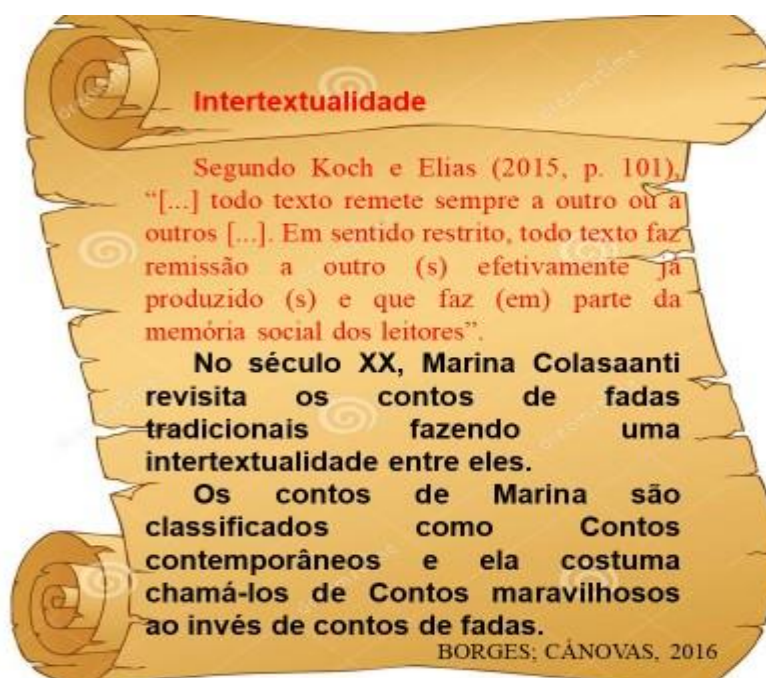 Intertextualidade
Segundo Koch e Elias (2015, p. 101),
“[...] todo texto remete sempre a outro ou a
outros [...]. Em sentido restrito, todo texto faz
remissão a outro (s) efetivamente já
produzido (s) e que faz (em) parte da
memória social dos leitores”.
No século XX, Marina Colasaanti
revisita os contos de fadas
tradicionais fazendo uma
intertextualidade entre eles.
Os contos de Marina são
classificados como Contos
contemporâneos e ela costuma
chamá-los de Contos maravilhosos
ao invés de contos de fadas.
BORGES; CÁNOVAS, 2016